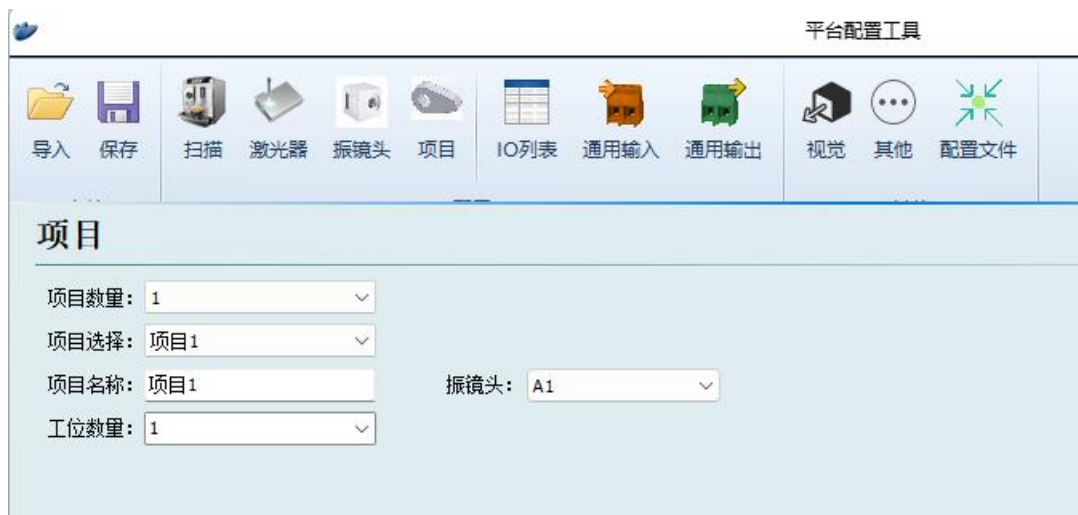 平台配置工具
导入 保存 扫描 激光器 振镜头 项目 IO列表 通用输入 通用输出 视觉 其他 配置文件
项目
项目数量: 1
项目选择: 项目1
项目名称: 项目1 振镜头: A1
工位数量: 1